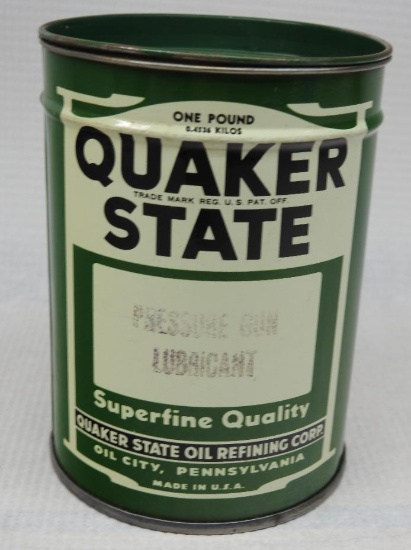 ONE POUND
0.4536 KILOS
QUAKER
TRADE MARK REG. U.S. PAT. OFF.
STATE
PRESSURE GUN
LUBRICANT
Superfine Quality
QUAKER STATE OIL REFINING CORP.
OIL CITY, PENNSYLVANIA
MADE IN U.S.A.